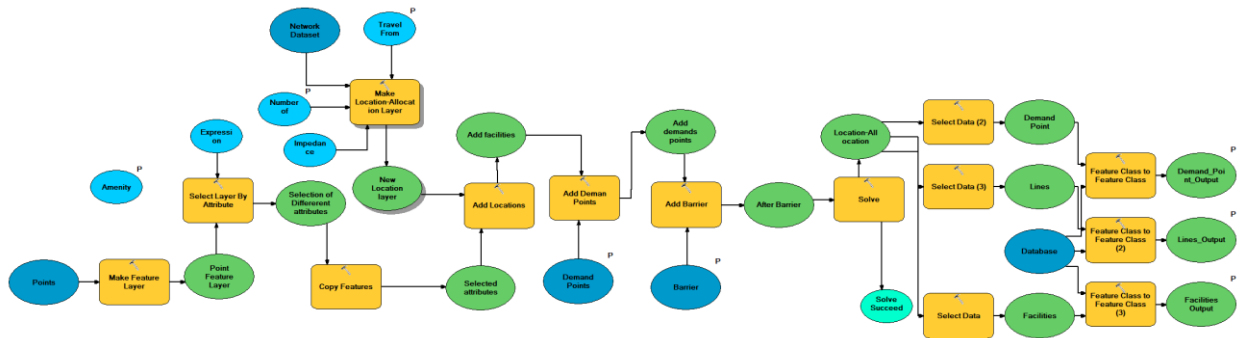 Network
Dataset
P
Travel
From
P
Number
of
Make
Location-Allocat
ion Layer
Impedan
ce
Expressi
on
P
Amenity
Select Layer By
Attribute
Selection of
Differerent
attributes
New
Location
layer
Add facilities
Add Locations
Points
Make Feature
Layer
Point
Feature
Layer
Copy Features
Selected
attributes
Add Deman
Points
P
Demand
Points
Add
demands
points
Add Barrier
P
Barrier
After Barrier
Location-All
ocation
Solve
Solve
Succeed
Select Data (2)
Demand
Point
Select Data (3)
Lines
Select Data
Facilities
Database
Feature Class to
Feature Class
P
Demand_Poi
nt_Output
Feature Class to
Feature Class
(2)
P
Lines_Output
Feature Class to
Feature Class
(3)
P
Facilities
Output